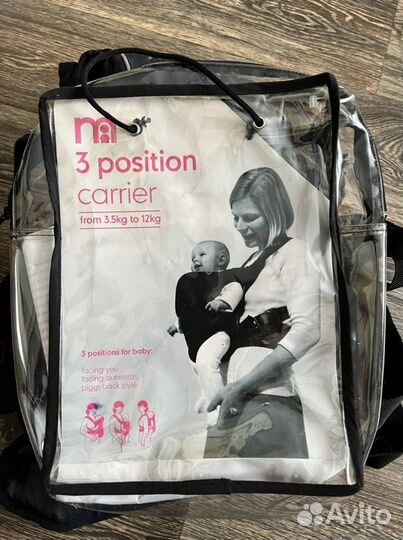 m
3 position
carrier
from 3.5kg to 12kg
3 positions for baby:
facing you
facing outwards
piggyback style
Avito